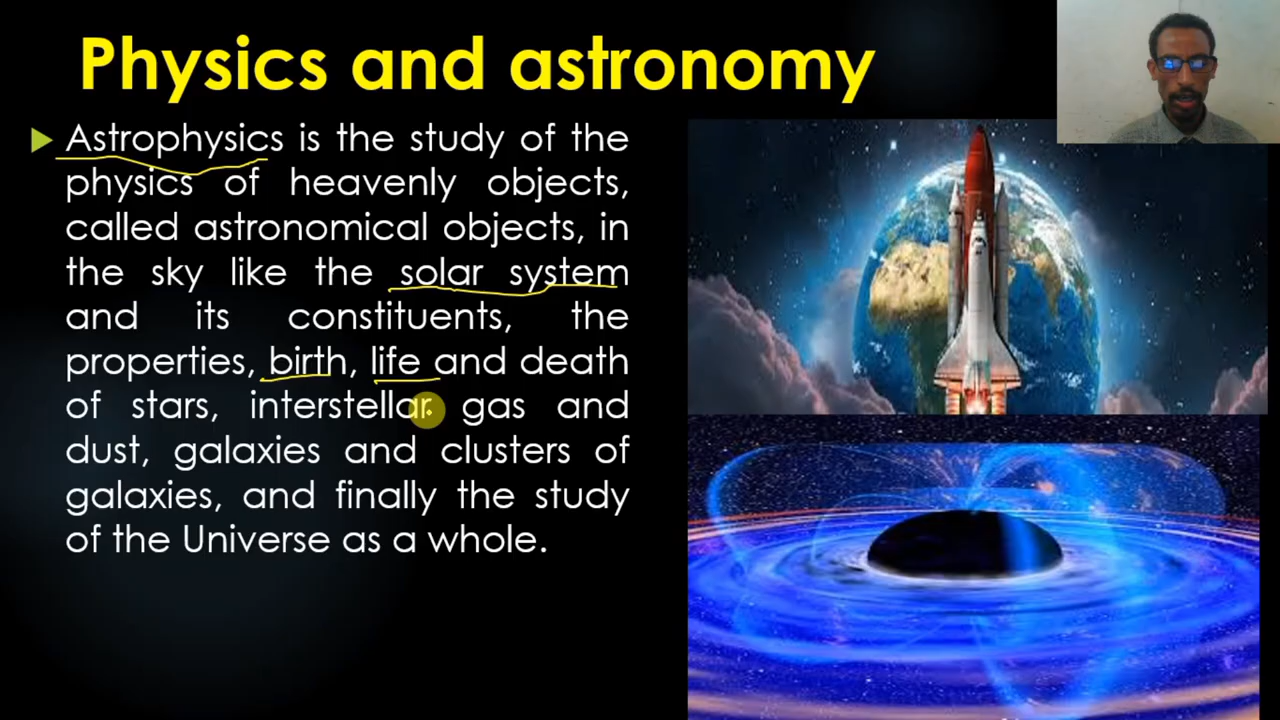 Physics and astronomy
Astrophysics is the study of the
physics of heavenly objects,
called astronomical objects, in
the sky like the solar system
and its constituents, the
properties, birth, life and death
of stars, interstellar gas and
dust, galaxies and clusters of
galaxies, and finally the study
of the Universe as a whole.